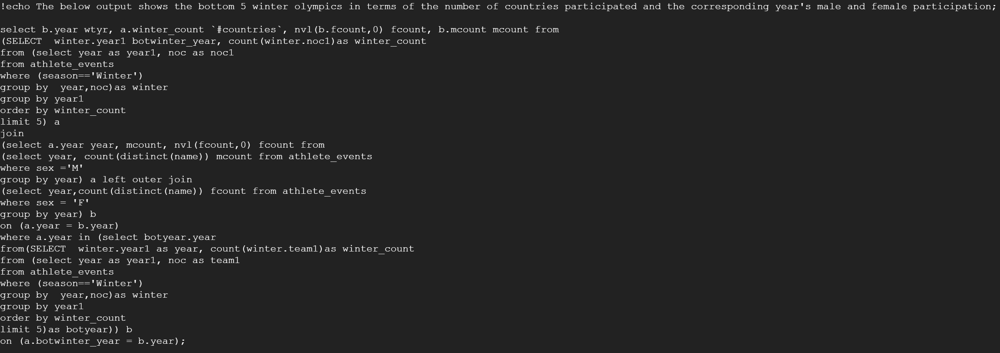 !echo The below output shows the bottom 5 winter olympics in terms of the number of countries participated and the corresponding year's male and female participation;
select b.year wtyr, a.winter_count `#countries`, nvl(b.fcount,0) fcount, b.mcount mcount from
(SELECT  winter.year1 botwinter_year, count(winter.noc1)as winter_count
from (select year as year1, noc as noc1
from athlete_events
where (season=='Winter')
group by  year,noc)as winter
group by year1
order by winter_count
limit 5) a
join
(select a.year year, mcount, nvl(fcount,0) fcount from
(select year, count(distinct(name)) mcount from athlete_events
where sex ='M'
group by year) a left outer join
(select year,count(distinct(name)) fcount from athlete_events
where sex = 'F'
group by year) b
on (a.year = b.year)
where a.year in (select botyear.year
from(SELECT  winter.year1 as year, count(winter.team1)as winter_count
from (select year as year1, noc as team1
from athlete_events
where (season=='Winter')
group by  year,noc)as winter
group by year1
order by winter_count
limit 5)as botyear)) b
on (a.botwinter_year = b.year);